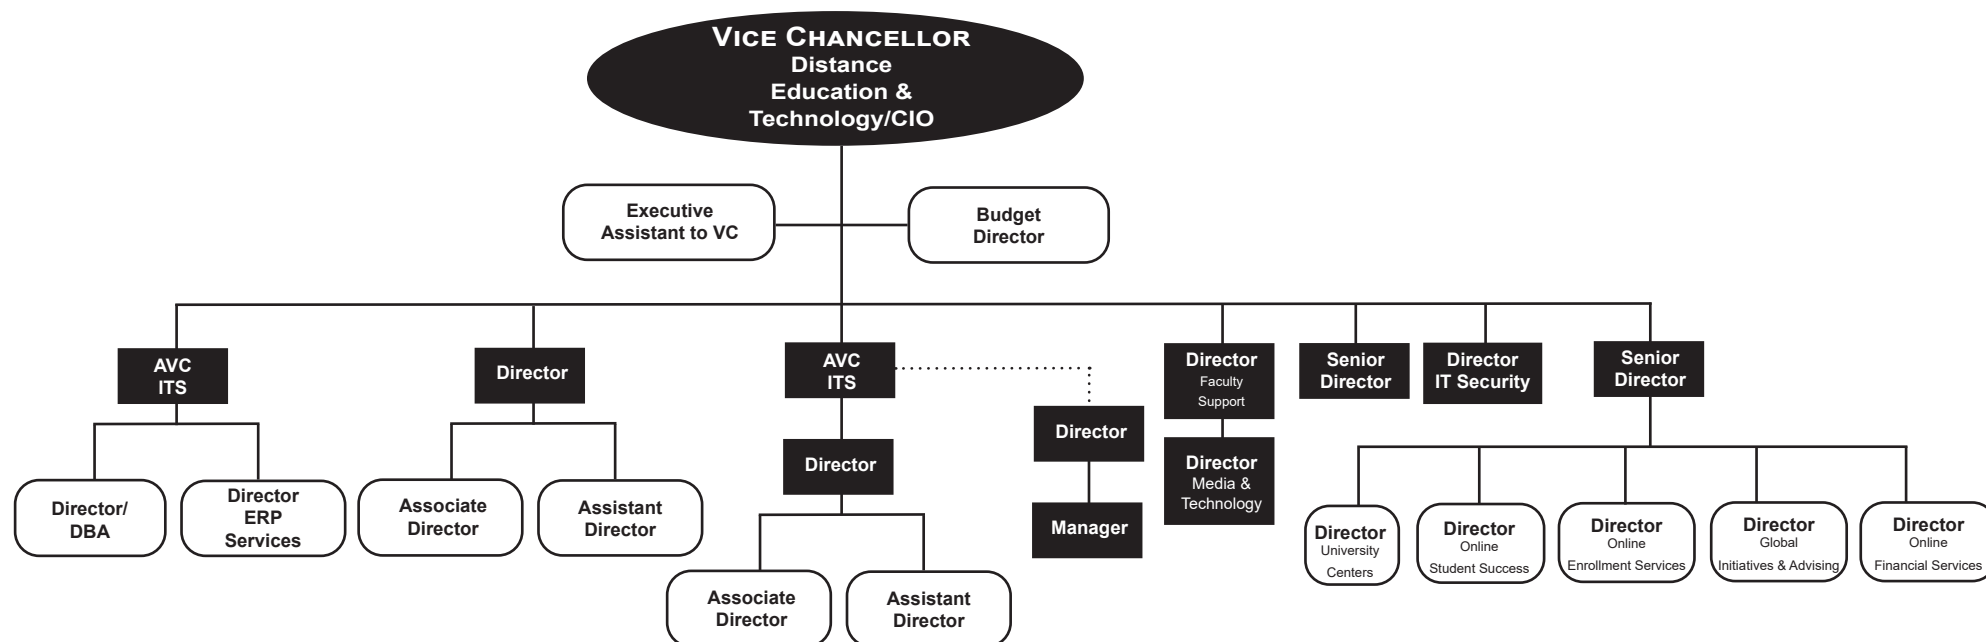 VICE CHANCELLOR
Distance
Education &
Technology/CIO
Executive
Assistant to VC
Budget
Director
AVC
ITS
Director
AVC
ITS
Director
Faculty
Support
Senior
Director
Director
IT Security
Senior
Director
Director
Director
Director
Media &
Technology
Manager
Director/
DBA
Director
ERP
Services
Associate
Director
Assistant
Director
Associate
Director
Assistant
Director
Director
University
Centers
Director
Online
Student Success
Director
Online
Enrollment Services
Director
Global
Initiatives & Advising
Director
Online
Financial Services